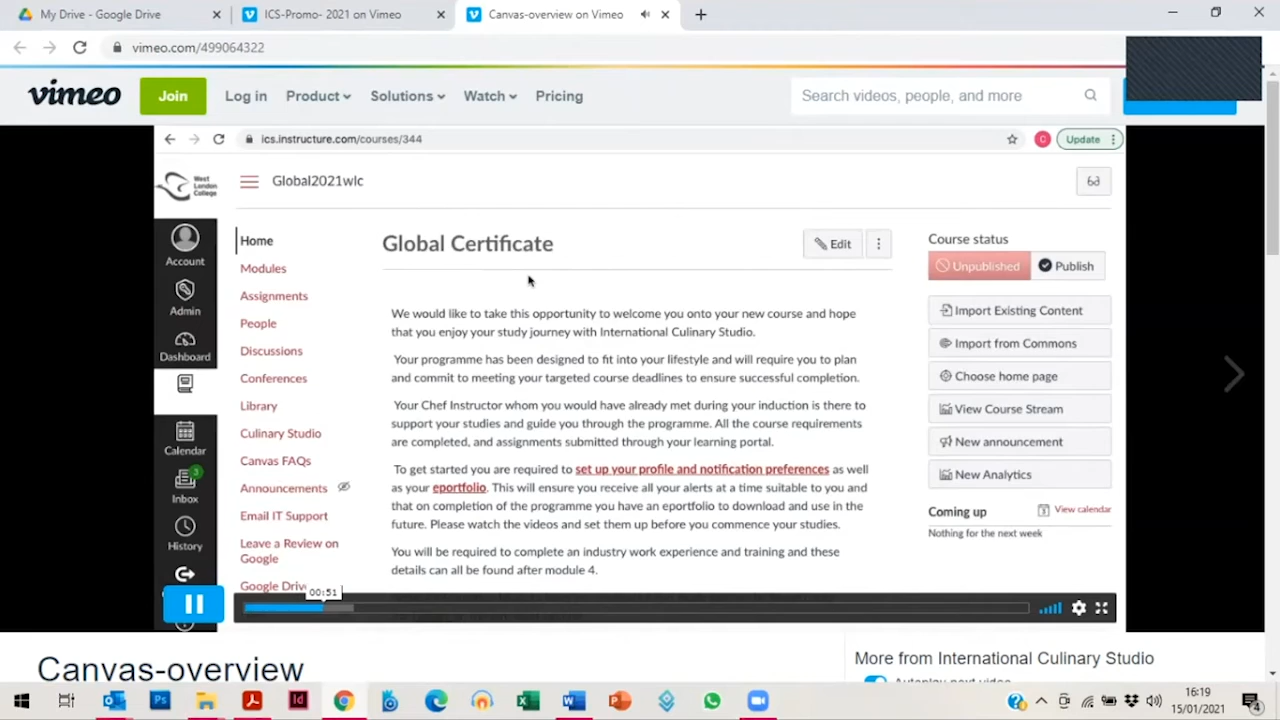 My Drive - Google Drive
ICS-Promo- 2021 on Vimeo
Canvas-overview on Vimeo
vimeo.com/499064322
vimeo
Join
Log in
Product
Solutions
Watch
Pricing
Search videos, people, and more
ics.instructure.com/courses/344
C
Update
West London College
Global2021wlc
Account
Admin
Dashboard
Calendar
3
Inbox
History
Home
Modules
Assignments
People
Discussions
Conferences
Library
Culinary Studio
Canvas FAQs
Announcements
Email IT Support
Leave a Review on
Google
Google Drive
Global Certificate
Edit
We would like to take this opportunity to welcome you onto your new course and hope
that you enjoy your study journey with International Culinary Studio.
Your programme has been designed to fit into your lifestyle and will require you to plan
and commit to meeting your targeted course deadlines to ensure successful completion.
Your Chef Instructor whom you would have already met during your induction is there to
support your studies and guide you through the programme. All the course requirements
are completed, and assignments submitted through your learning portal.
To get started you are required to set up your profile and notification preferences as well
as your eportfolio. This will ensure you receive all your alerts at a time suitable to you and
that on completion of the programme you have an eportfolio to download and use in the
future. Please watch the videos and set them up before you commence your studies.
You will be required to complete an industry work experience and training and these
details can all be found after module 4.
Course status
Unpublished
Publish
Import Existing Content
Import from Commons
Choose home page
View Course Stream
New announcement
New Analytics
Coming up
View calendar
Nothing for the next week
00:51
Canvas-overview
More from International Culinary Studio
Autoplay next video
16:19
15/01/2021
4